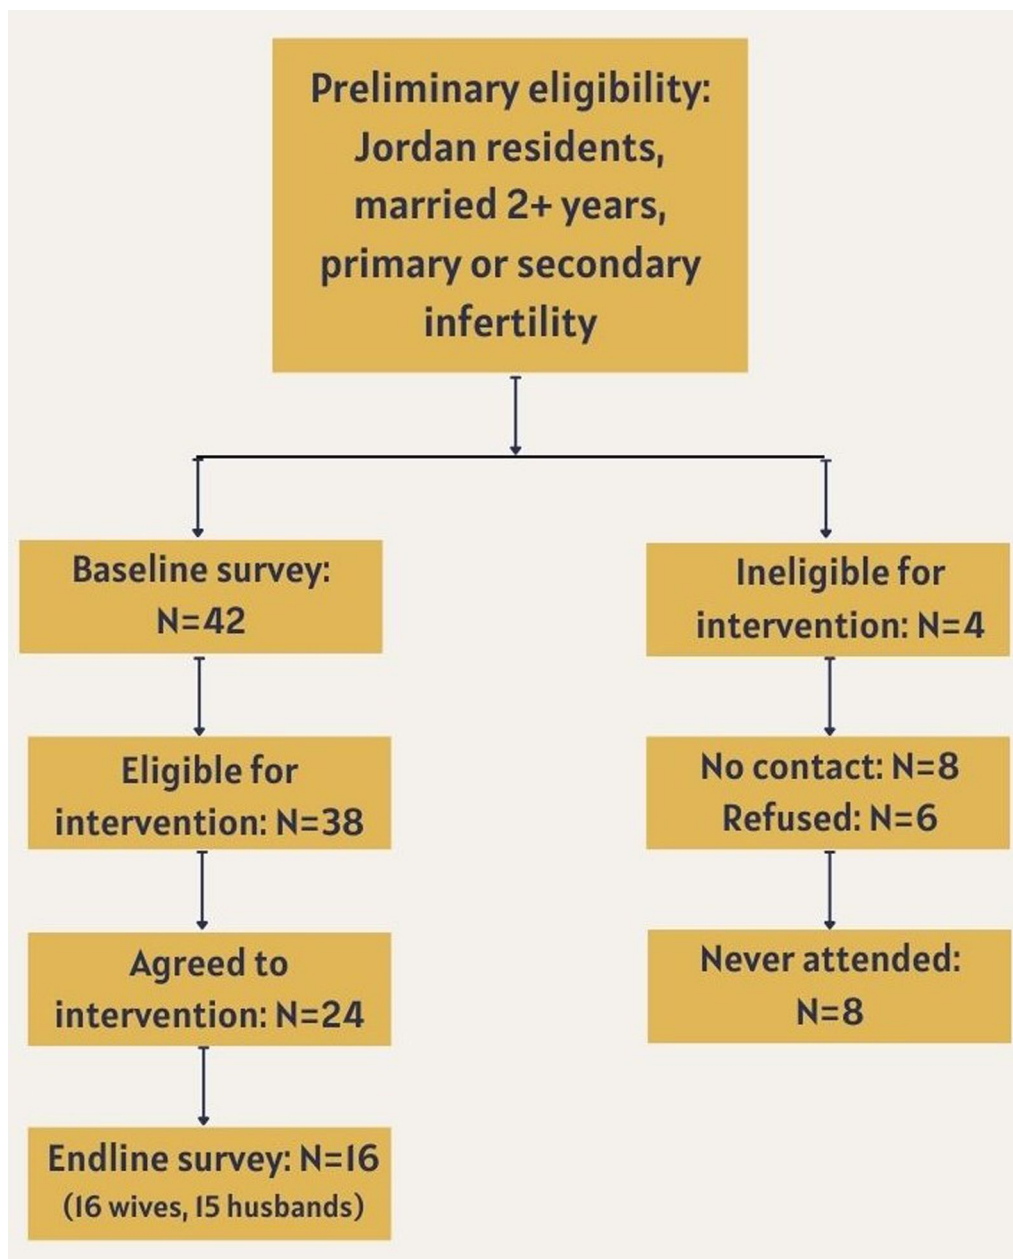 Preliminary eligibility:
Jordan residents,
married 2+ years,
primary or secondary
infertility
Baseline survey:
N=42
Ineligible for
intervention: N=4
Eligible for
intervention: N=38
No contact: N=8
Refused: N=6
Agreed to
intervention: N=24
Never attended:
N=8
Endline survey: N=16
(16 wives, 15 husbands)